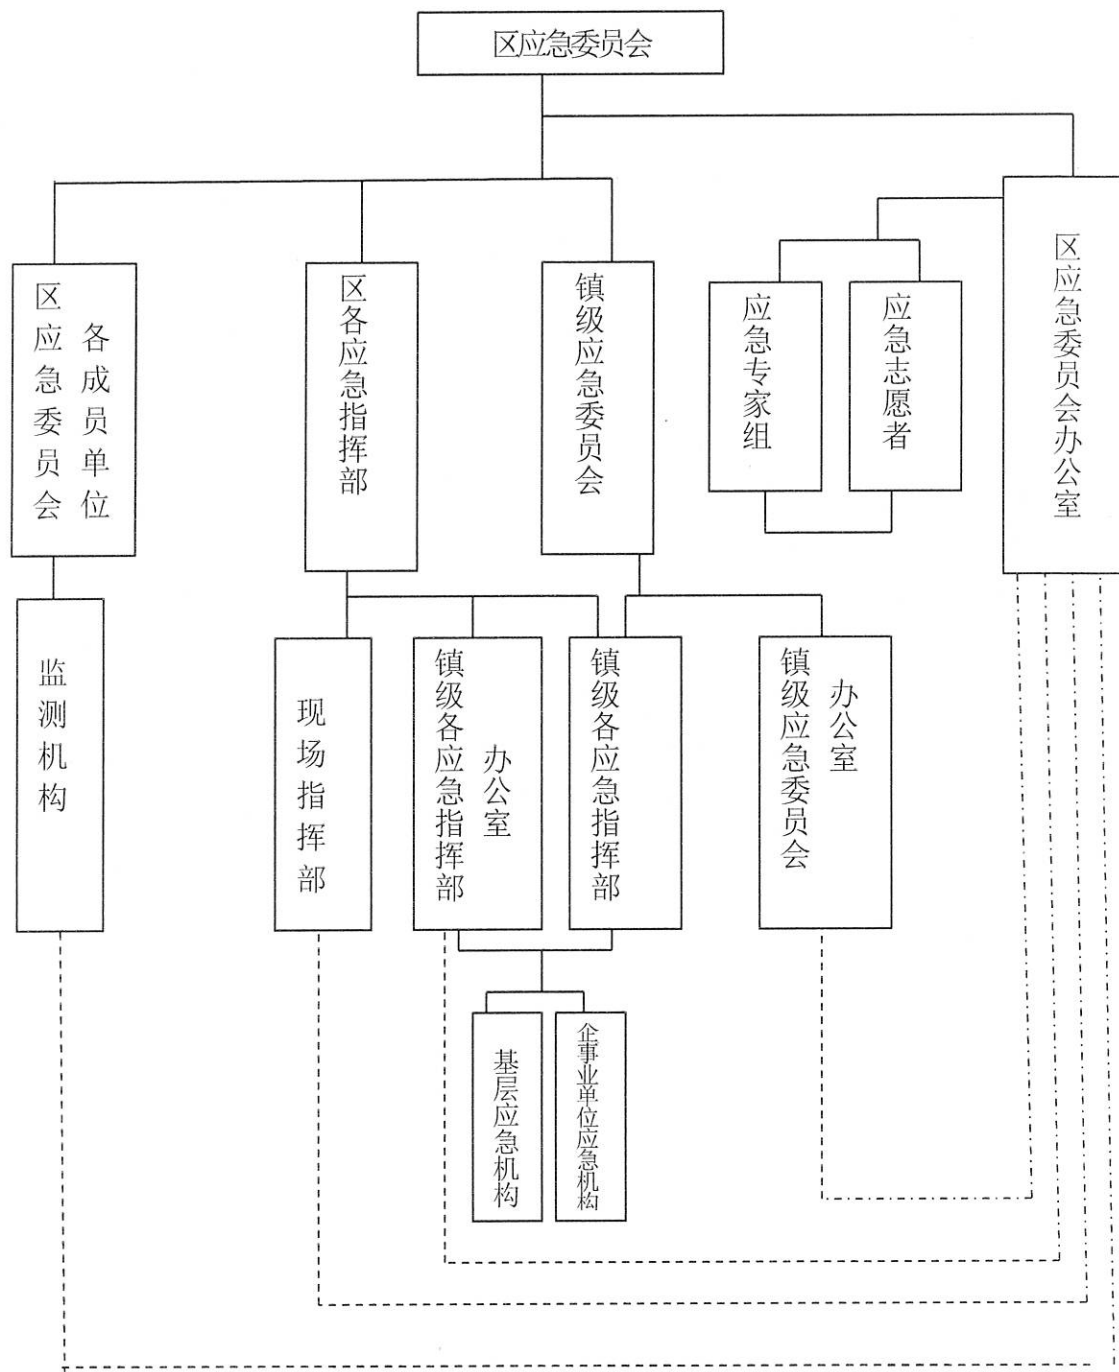 区应急委员会
区应急委员会
各成员单位
区各应急指挥部
镇级应急委员会
应急专家组
应急志愿者
区应急委员会办公室
监测机构
现场指挥部
镇级各应急指挥部
办公室
镇级各应急指挥部
镇级应急委员会
办公室
基层应急机构
企事业单位应急机构